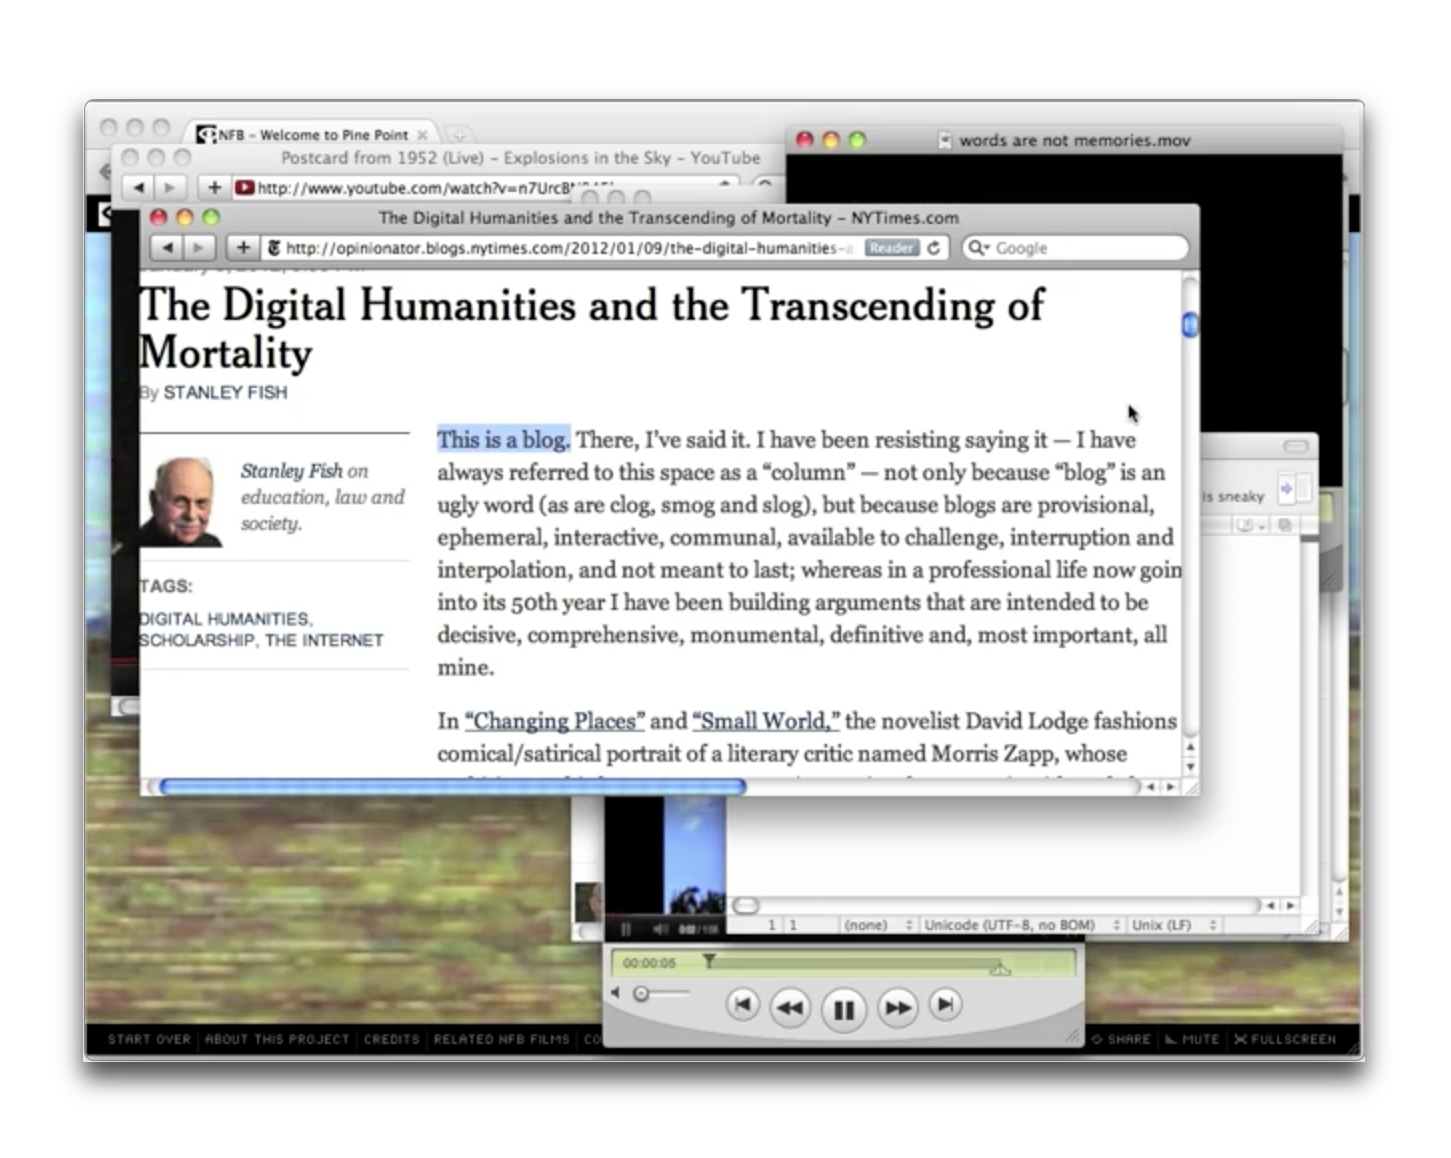 NFB – Welcome to Pine Point
Postcard from 1952 (Live) – Explosions in the Sky – YouTube
words are not memories.mov
http://www.youtube.com/watch?v=n7UrcB
The Digital Humanities and the Transcending of Mortality – NYTimes.com
http://opinionator.blogs.nytimes.com/2012/01/09/the-digital-humanities-a
Reader
Google
The Digital Humanities and the Transcending of
Mortality
By STANLEY FISH
Stanley Fish on
education, law and
society.
TAGS:
DIGITAL HUMANITIES,
SCHOLARSHIP, THE INTERNET
This is a blog. There, I’ve said it. I have been resisting saying it — I have
always referred to this space as a “column” — not only because “blog” is an
ugly word (as are clog, smog and slog), but because blogs are provisional,
ephemeral, interactive, communal, available to challenge, interruption and
interpolation, and not meant to last; whereas in a professional life now goin
into its 50th year I have been building arguments that are intended to be
decisive, comprehensive, monumental, definitive and, most important, all
mine.
In “Changing Places” and “Small World,” the novelist David Lodge fashions
comical/satirical portrait of a literary critic named Morris Zapp, whose
is sneaky
1 1 (none) Unicode (UTF-8, no BOM) Unix (LF)
00:00:05
START OVER ABOUT THIS PROJECT CREDITS RELATED NFB FILMS CO
SHARE MUTE FULLSCREEN